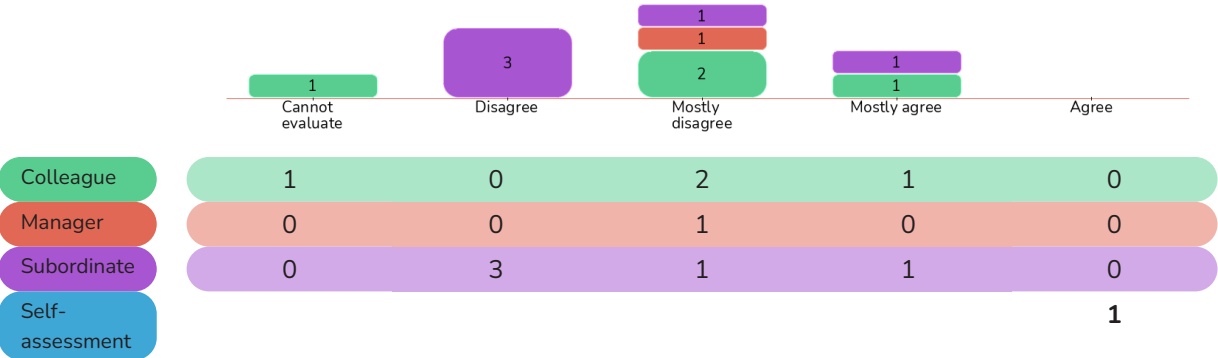 1
1
3
2
1
1
1
Cannot
evaluate
Disagree
Mostly
disagree
Mostly agree
Agree
Colleague 1 0 2 1 0
Manager 0 0 1 0 0
Subordinate 0 3 1 1 0
Self-
assessment
1